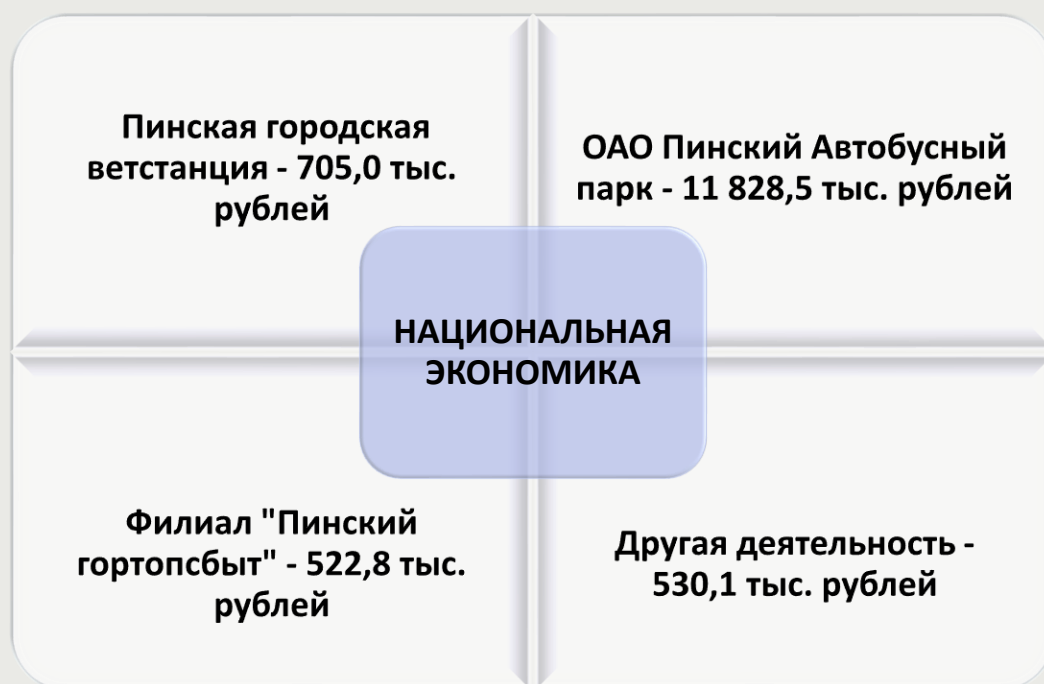 Пинская городская
ветстанция - 705,0 тыс.
рублей
ОАО Пинский Автобусный
парк - 11 828,5 тыс. рублей
НАЦИОНАЛЬНАЯ
ЭКОНОМИКА
Филиал "Пинский
гортопсбыт" - 522,8 тыс.
рублей
Другая деятельность -
530,1 тыс. рублей